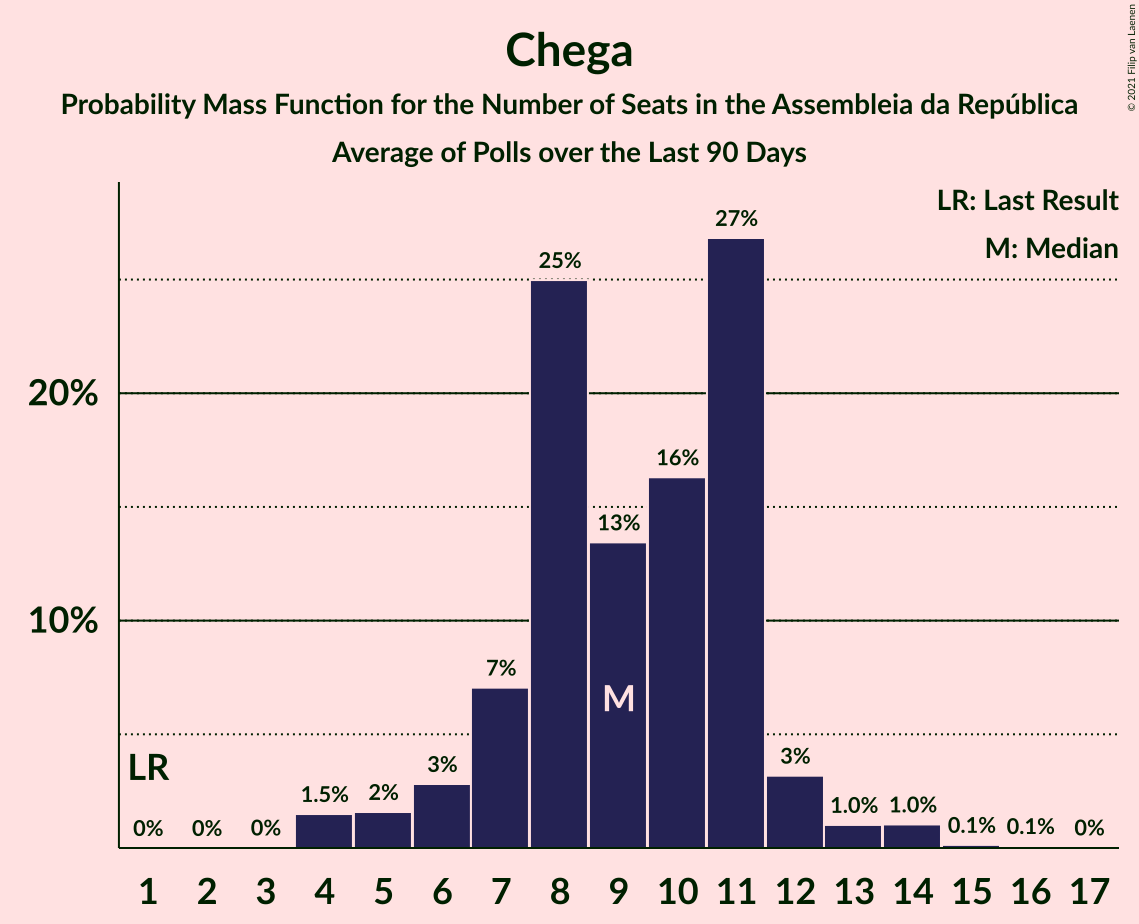 Chega
Probability Mass Function for the Number of Seats in the Assembleia da República
Average of Polls over the Last 90 Days
© 2021 Filip van Laenen
LR: Last Result
M: Median
27%
25%
20%
16%
13%
10%
7%
M
LR
3%
3%
1.5%
2%
1.0%
1.0%
0%
0%
0%
0.1%
0.1%
0%
1 2 3 4 5 6 7 8 9 10 11 12 13 14 15 16 17